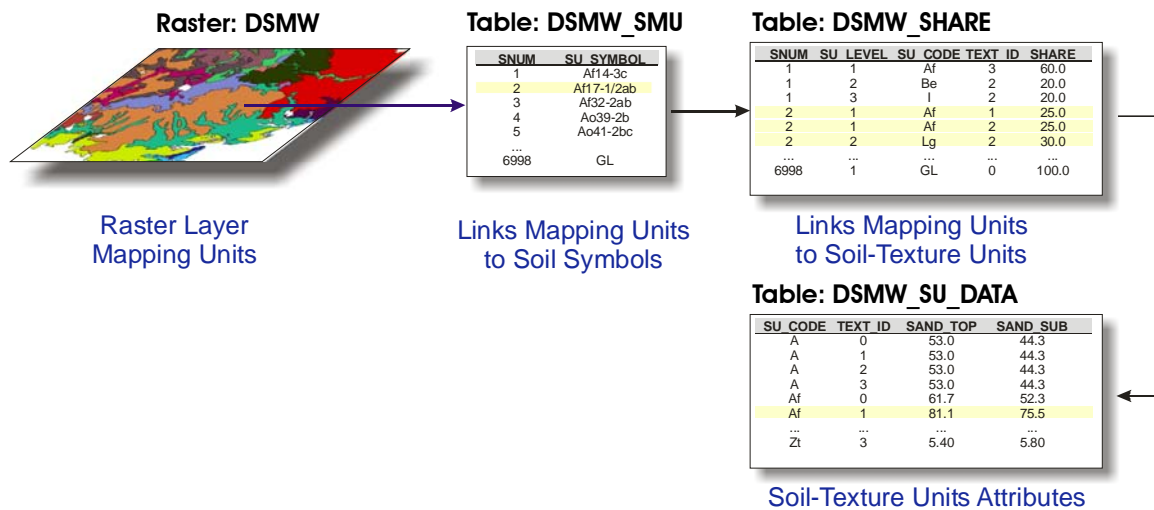 Raster: DSMW
Raster Layer
Mapping Units
Table: DSMW_SMU
SNUM SU_SYMBOL
1 Af14-3c
2 Af17-1/2ab
3 Af32-2ab
4 Ao39-2b
5 Ao41-2bc
...
6998 GL
Links Mapping Units
to Soil Symbols
Table: DSMW_SHARE
SNUM SU_LEVEL SU_CODE TEXT_ID SHARE
1 1 Af 3 60.0
1 2 Be 2 20.0
1 3 I 2 20.0
2 1 Af 1 25.0
2 1 Af 2 25.0
2 2 Lg 2 30.0
... ... ... ... ...
6998 1 GL 0 100.0
Links Mapping Units
to Soil-Texture Units
Table: DSMW_SU_DATA
SU_CODE TEXT_ID SAND_TOP SAND_SUB
A 0 53.0 44.3
A 1 53.0 44.3
A 2 53.0 44.3
A 3 53.0 44.3
Af 0 61.7 52.3
Af 1 81.1 75.5
... ... ... ...
Zt 3 5.40 5.80
Soil-Texture Units Attributes